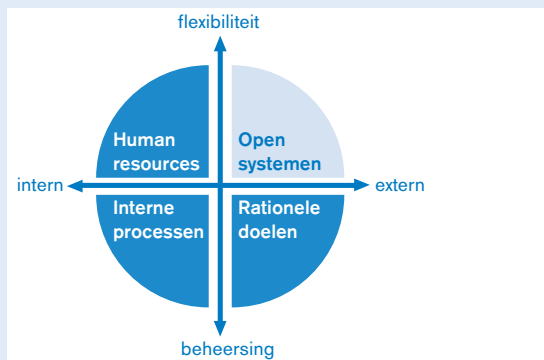 flexibiliteit
Human
resources
Open
systemen
intern
extern
Interne
processen
Rationele
doelen
beheersing